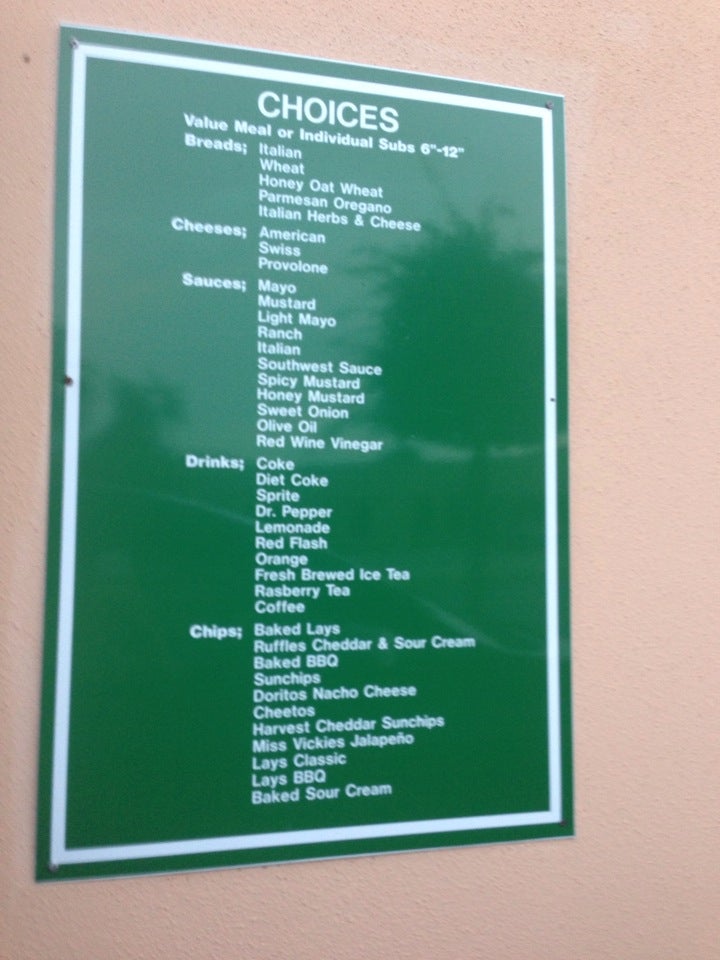 CHOICES
Value Meal or Individual Subs 6"-12"
Breads; Italian
Wheat
Honey Oat Wheat
Parmesan Oregano
Italian Herbs & Cheese
Cheeses; American
Swiss
Provolone
Sauces; Mayo
Mustard
Light Mayo
Ranch
Italian
Southwest Sauce
Spicy Mustard
Honey Mustard
Sweet Onion
Olive Oil
Red Wine Vinegar
Drinks; Coke
Diet Coke
Sprite
Dr. Pepper
Lemonade
Red Flash
Orange
Fresh Brewed Ice Tea
Rasberry Tea
Coffee
Chips; Baked Lays
Ruffles Cheddar & Sour Cream
Baked BBQ
Sunchips
Doritos Nacho Cheese
Cheetos
Harvest Cheddar Sunchips
Miss Vickies Jalapeño
Lays Classic
Lays BBQ
Baked Sour Cream